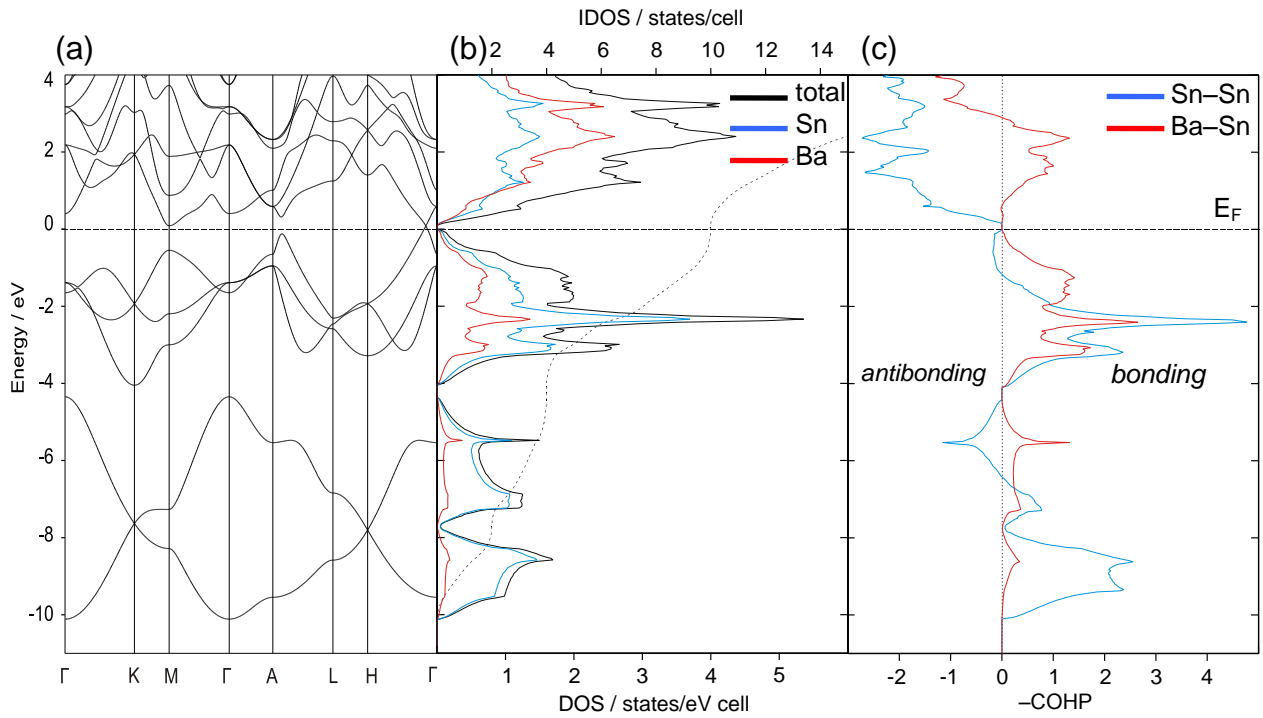 IDOS / states/cell
(a)
(b)
2 4 6 8 10 12 14
(c)
total
Sn
Ba
Sn–Sn
Ba–Sn
E_F
antibonding
bonding
Energy / eV
4
2
0
-2
-4
-6
-8
-10
Γ K M Γ A L H Γ
1 2 3 4 5
DOS / states/eV cell
-2 -1 0 1 2 3 4 5
–COHP